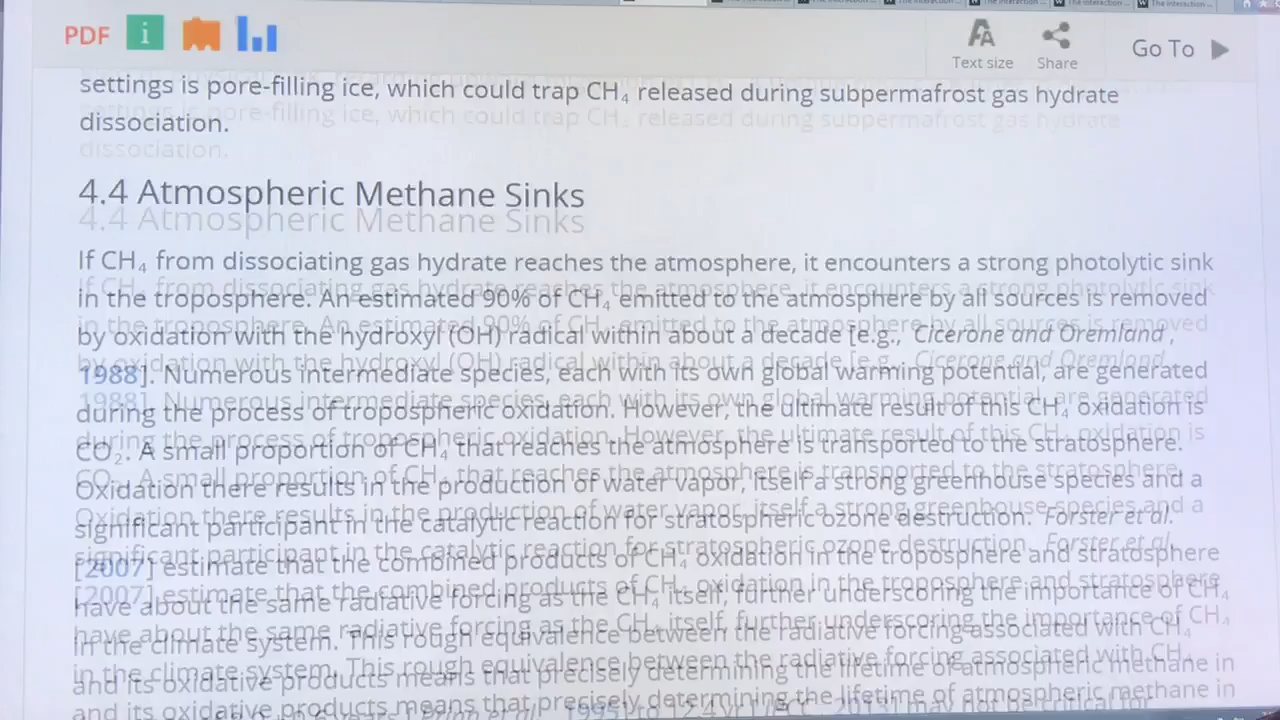 The interaction ...
The interaction ...
PDF i Text size Share Go To
settings is pore-filling ice, which could trap CH₄ released during subpermafrost gas hydrate
dissociation.
4.4 Atmospheric Methane Sinks
If CH₄ from dissociating gas hydrate reaches the atmosphere, it encounters a strong photolytic sink
in the troposphere. An estimated 90% of CH₄ emitted to the atmosphere by all sources is removed
by oxidation with the hydroxyl (OH) radical within about a decade [e.g., Cicerone and Oremland,
1988]. Numerous intermediate species, each with its own global warming potential, are generated
during the process of tropospheric oxidation. However, the ultimate result of this CH₄ oxidation is
CO₂. A small proportion of CH₄ that reaches the atmosphere is transported to the stratosphere.
Oxidation there results in the production of water vapor, itself a strong greenhouse species and a
significant participant in the catalytic reaction for stratospheric ozone destruction. Forster et al.
[2007] estimate that the combined products of CH₄ oxidation in the troposphere and stratosphere
have about the same radiative forcing as the CH₄ itself, further underscoring the importance of CH₄
in the climate system. This rough equivalence between the radiative forcing associated with CH₄
and its oxidative products means that precisely determining the lifetime of atmospheric methane in